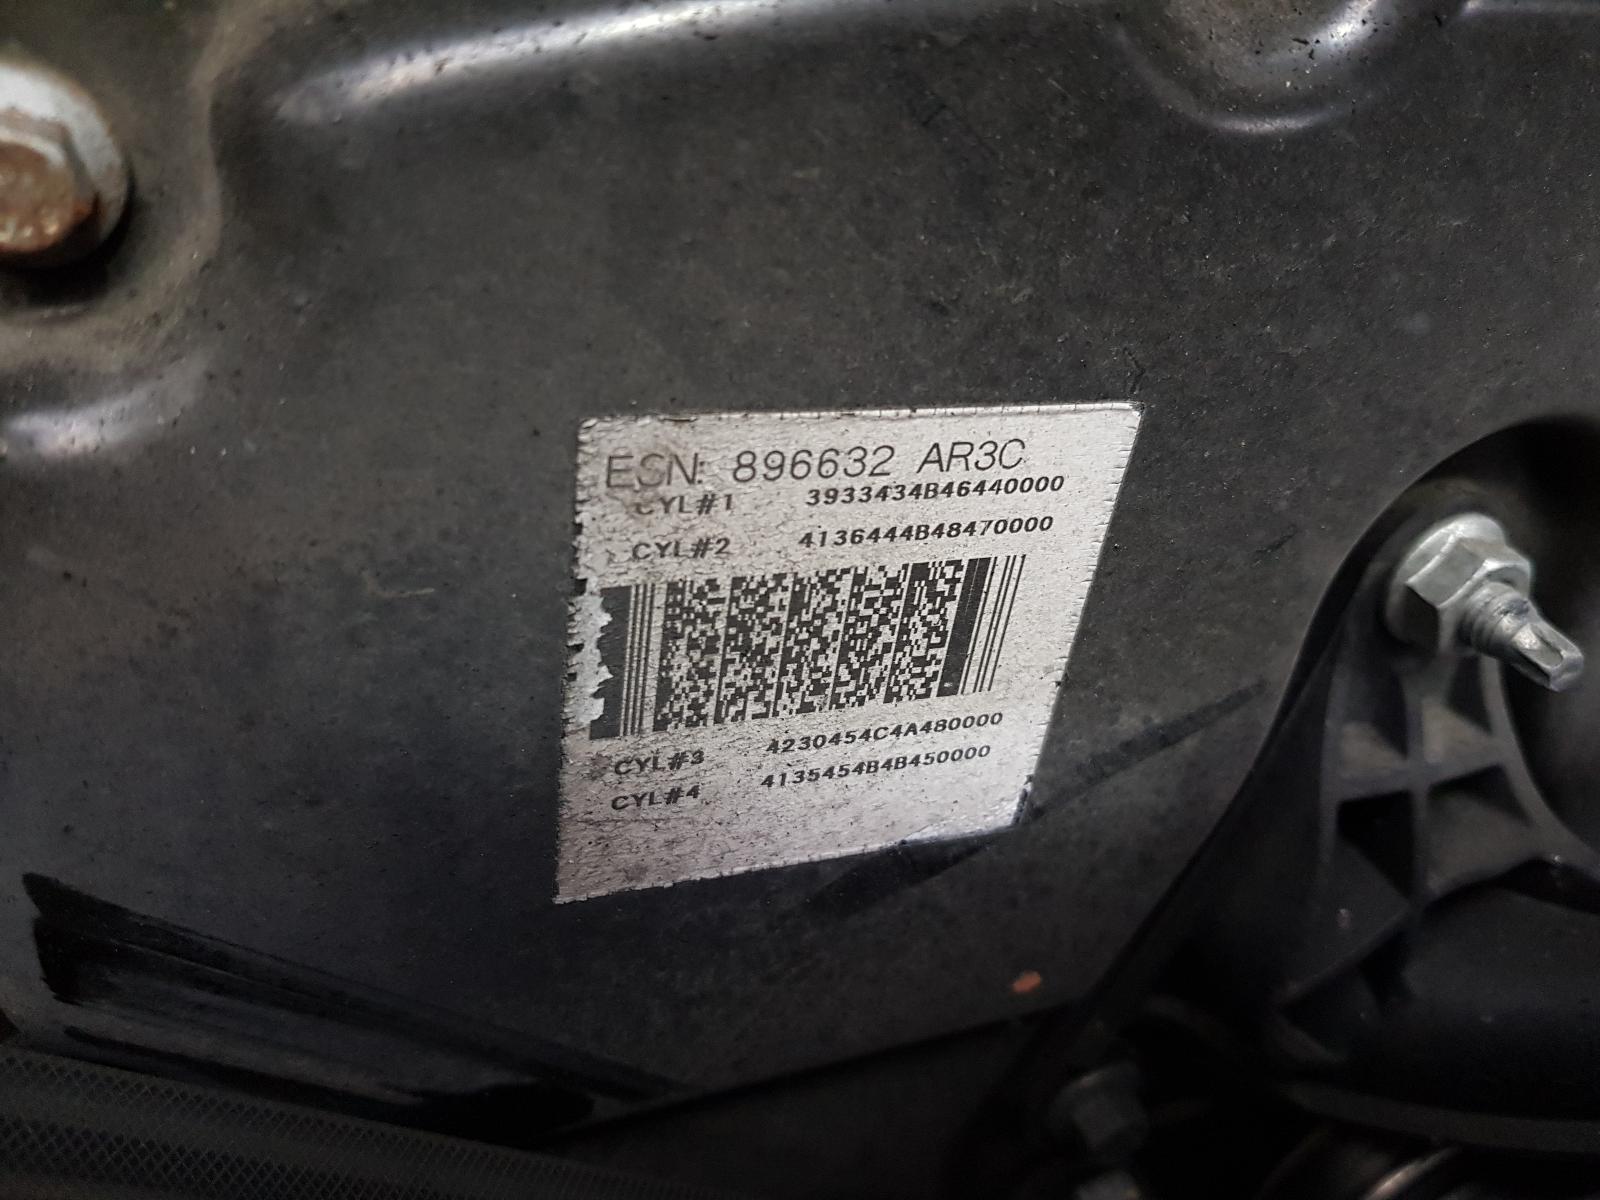 ESN: 896632 AR3C
CYL#1 3933434B46440000
CYL#2 4136444B48470000
CYL#3 4230454C4A480000
CYL#4 4135454B4B450000